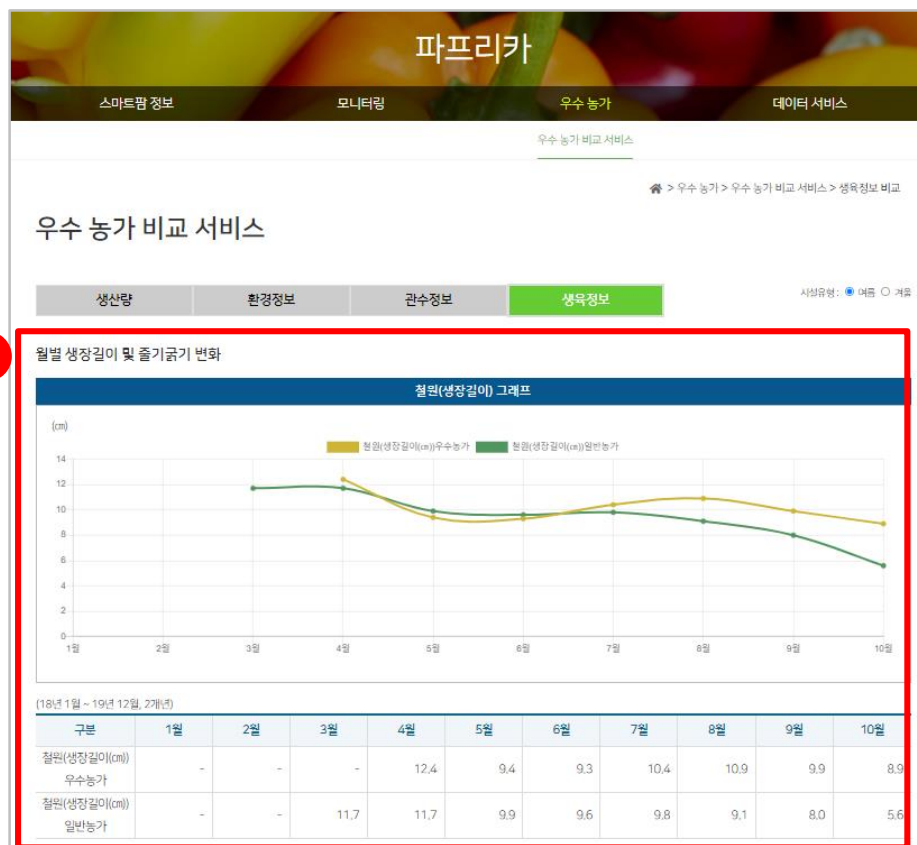 파프리카
스마트팜 정보 모니터링 우수 농가 데이터 서비스
우수 농가 비교 서비스
> 우수 농가 > 우수 농가 비교 서비스 > 생육정보 비교
우수 농가 비교 서비스
생산량 환경정보 관수정보 생육정보 시설유형: 여름 겨울
월별 생장길이 및 줄기굵기 변화
철원(생장길이) 그래프
(cm)
철원(생장길이(cm))우수농가 철원(생장길이(cm))일반농가
14
12
10
8
6
4
2
0
1월 2월 3월 4월 5월 6월 7월 8월 9월 10월
(18년 1월 ~ 19년 12월, 2개년)
구분 1월 2월 3월 4월 5월 6월 7월 8월 9월 10월
철원(생장길이(cm))
우수농가 - - - 12.4 9.4 9.3 10.4 10.9 9.9 8.9
철원(생장길이(cm))
일반농가 - - 11.7 11.7 9.9 9.6 9.8 9.1 8.0 5.6